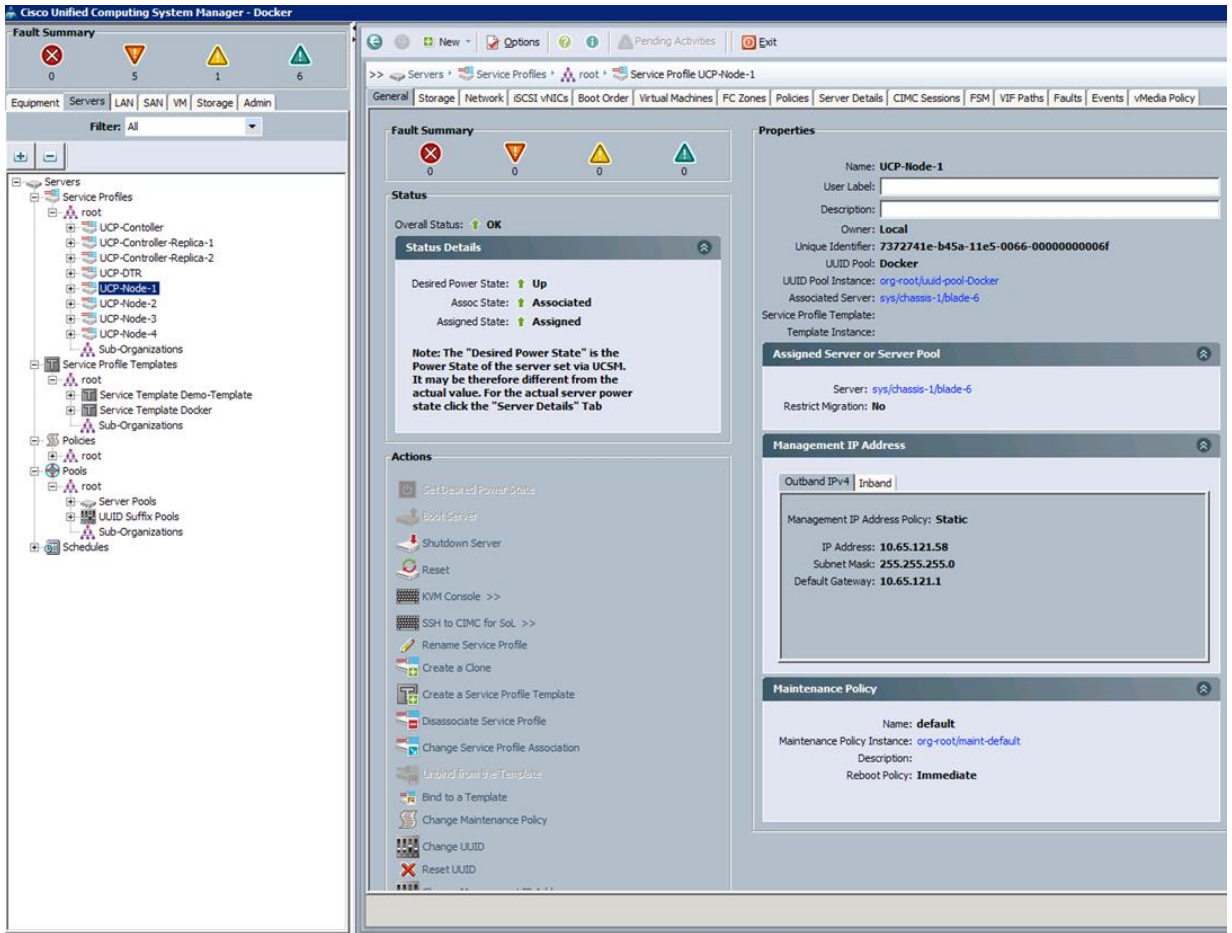 Cisco Unified Computing System Manager - Docker
Fault Summary
0 5 1 6
Equipment Servers LAN SAN VM Storage Admin
Filter: All
Servers
Service Profiles
root
UCP-Contoller
UCP-Controller-Replica-1
UCP-Controller-Replica-2
UCP-DTR
UCP-Node-1
UCP-Node-2
UCP-Node-3
UCP-Node-4
Sub-Organizations
Service Profile Templates
root
Service Template Demo-Template
Service Template Docker
Sub-Organizations
Policies
root
Pools
root
Server Pools
UUID Suffix Pools
Sub-Organizations
Schedules
New Options Pending Activities Exit
>> Servers Service Profiles root Service Profile UCP-Node-1
General Storage Network iSCSI vNICs Boot Order Virtual Machines FC Zones Policies Server Details CIMC Sessions FSM VIF Paths Faults Events vMedia Policy
Fault Summary
0 0 0 0
Status
Overall Status: OK
Status Details
Desired Power State: Up
Assoc State: Associated
Assigned State: Assigned
Note: The "Desired Power State" is the
Power State of the server set via UCSM.
It may be therefore different from the
actual value. For the actual server power
state click the "Server Details" Tab
Actions
Set Desired Power State
Boot Server
Shutdown Server
Reset
KVM Console >>
SSH to CIMC for SoL >>
Rename Service Profile
Create a Clone
Create a Service Profile Template
Disassociate Service Profile
Change Service Profile Association
Unbind from the Template
Bind to a Template
Change Maintenance Policy
Change UUID
Reset UUID
Properties
Name: UCP-Node-1
User Label:
Description:
Owner: Local
Unique Identifier: 7372741e-b45a-11e5-0066-00000000006f
UUID Pool: Docker
UUID Pool Instance: org-root/uuid-pool-Docker
Associated Server: sys/chassis-1/blade-6
Service Profile Template:
Template Instance:
Assigned Server or Server Pool
Server: sys/chassis-1/blade-6
Restrict Migration: No
Management IP Address
Outband IPv4 Inband
Management IP Address Policy: Static
IP Address: 10.65.121.58
Subnet Mask: 255.255.255.0
Default Gateway: 10.65.121.1
Maintenance Policy
Name: default
Maintenance Policy Instance: org-root/maint-default
Description:
Reboot Policy: Immediate